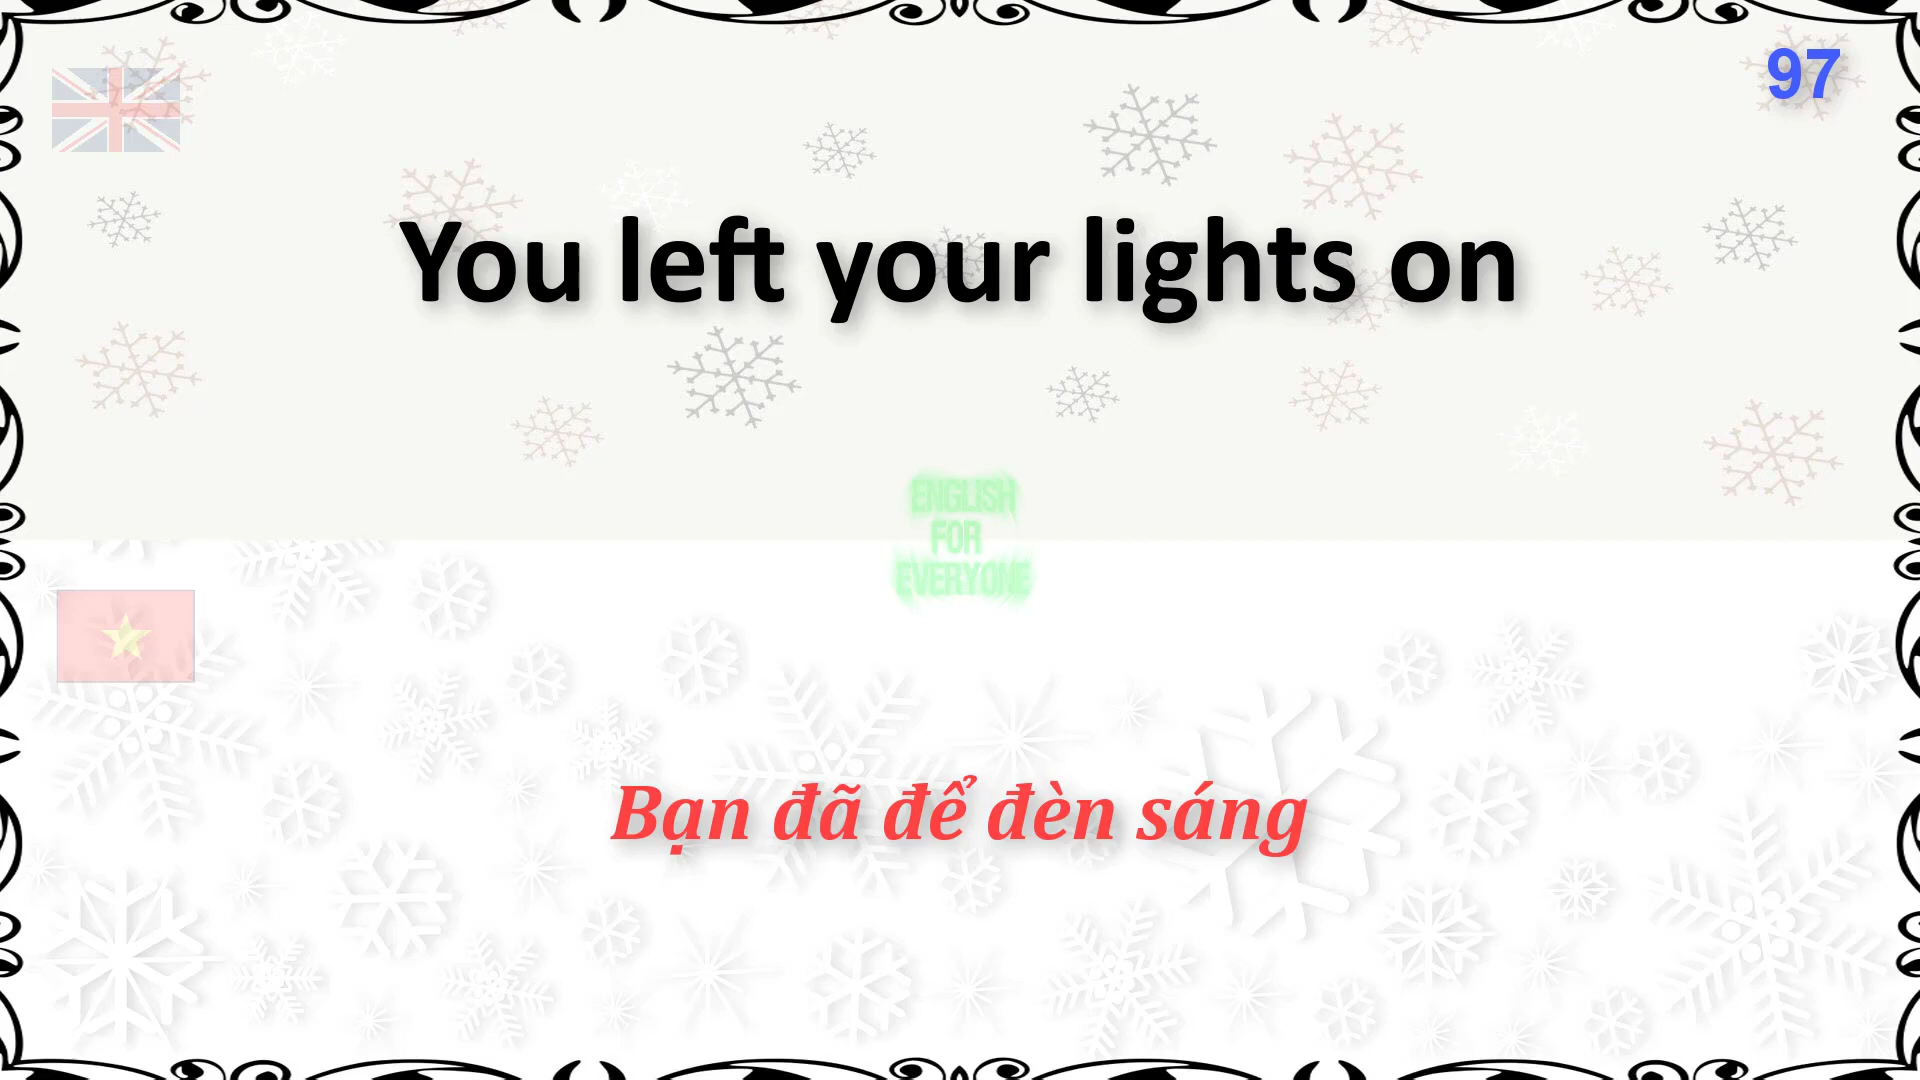 97
You left your lights on
ENGLISH
FOR
EVERYONE
Bạn đã để đèn sáng